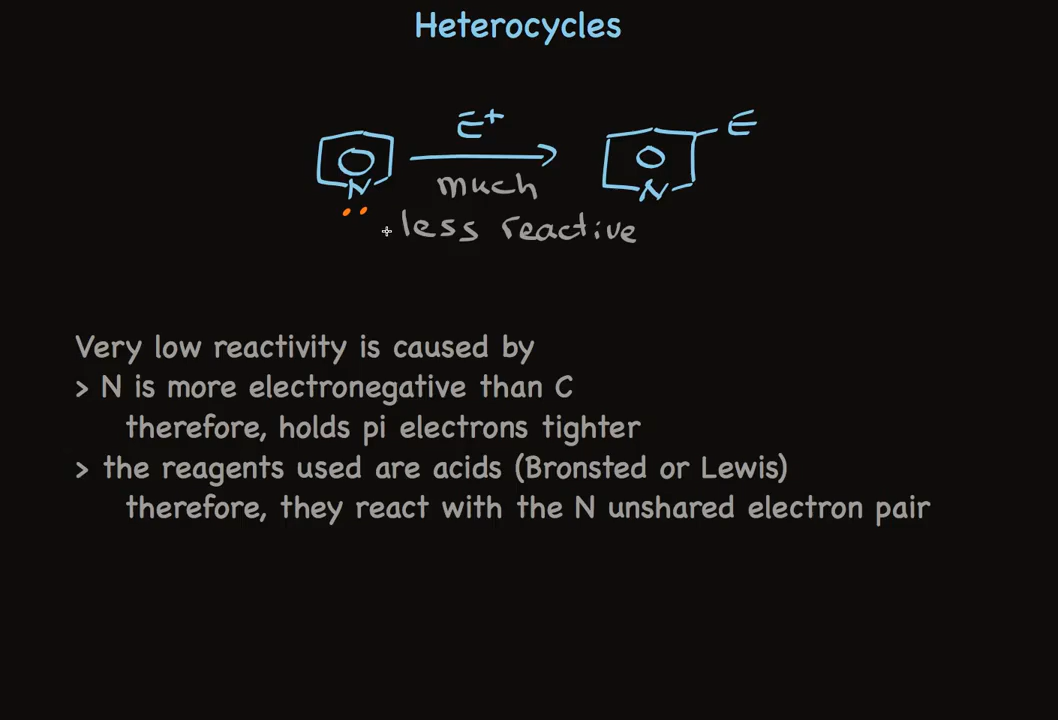 Heterocycles
E+
E
N
much
N
less reactive
Very low reactivity is caused by
> N is more electronegative than C
therefore, holds pi electrons tighter
> the reagents used are acids (Bronsted or Lewis)
therefore, they react with the N unshared electron pair